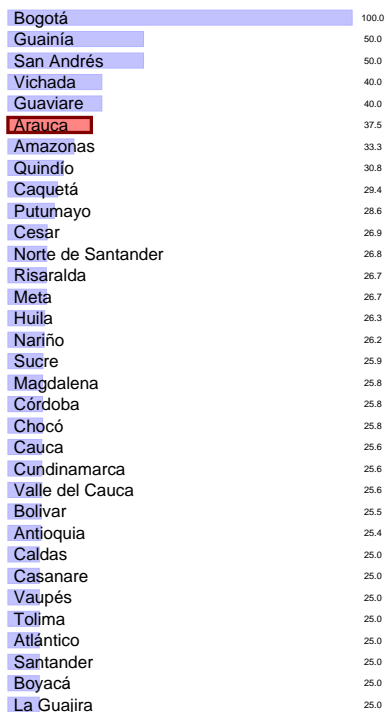 Bogotá 100.0
Guainía 50.0
San Andrés 50.0
Vichada 40.0
Guaviare 40.0
Arauca 37.5
Amazonas 33.3
Quindío 30.8
Caquetá 29.4
Putumayo 28.6
Cesar 26.9
Norte de Santander 26.8
Risaralda 26.7
Meta 26.7
Huila 26.3
Nariño 26.2
Sucre 25.9
Magdalena 25.8
Córdoba 25.8
Chocó 25.8
Cauca 25.6
Cundinamarca 25.6
Valle del Cauca 25.6
Bolivar 25.5
Antioquia 25.4
Caldas 25.0
Casanare 25.0
Vaupés 25.0
Tolima 25.0
Atlántico 25.0
Santander 25.0
Boyacá 25.0
La Guajira 25.0